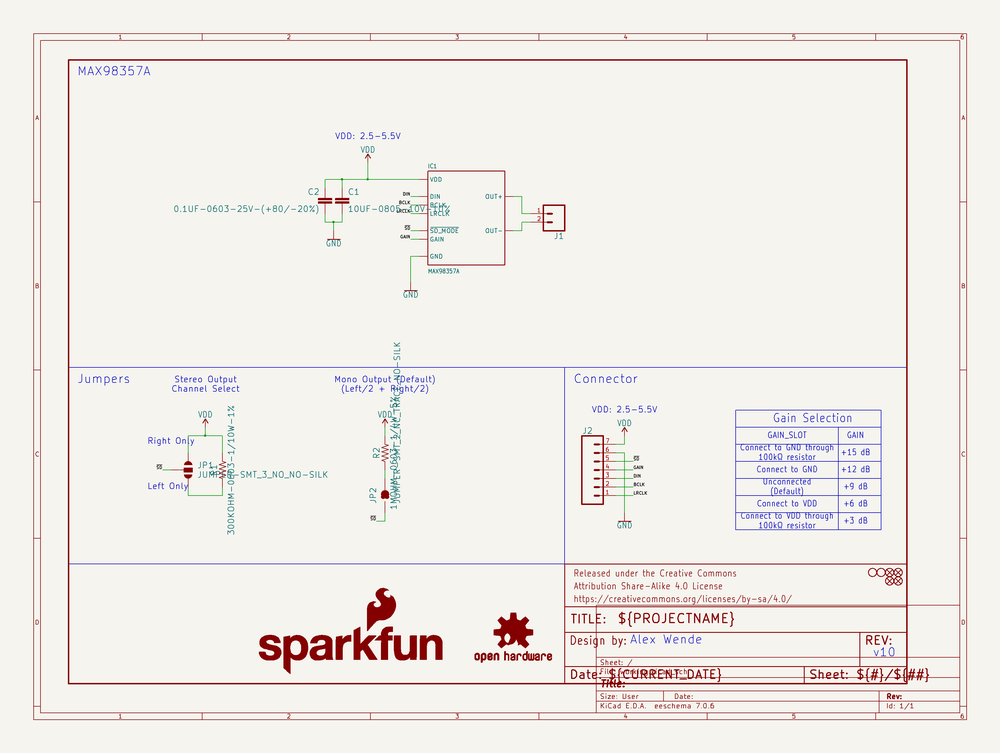 1 2 3 4 5 6
A
B
C
D
MAX98357A
VDD: 2.5-5.5V
VDD
IC1
C2
C1
0.1UF-0603-25V-(+80/-20%)
10UF-0805-10V-10%
GND
DIN
BCLK
LRCLK
SD
GAIN
VDD
DIN
BCLK
LRCLK
SD_MODE
GAIN
GND
OUT+
OUT-
MAX98357A
GND
1
2
J1
Jumpers
Stereo Output
Channel Select
VDD
Right Only
SD
JP1
JUMPER-SMT_3_NO_NO-SILK
Left Only
300KOHM-0603-1/10W-1%
Mono Output (Default)
(Left/2 + Right/2)
VDD
R2
JP2
SD
Connector
VDD: 2.5-5.5V
VDD
J2
7
6
5 SD
4 GAIN
3 DIN
2 BCLK
1 LRCLK
GND
Gain Selection
GAIN_SLOT GAIN
Connect to GND through
100kΩ resistor
+15 dB
Connect to GND +12 dB
Unconnected
(Default)
+9 dB
Connect to VDD +6 dB
Connect to VDD through
100kΩ resistor
+3 dB
sparkfun
open hardware
Released under the Creative Commons
Attribution Share-Alike 4.0 License
https://creativecommons.org/licenses/by-sa/4.0/
TITLE: ${PROJECTNAME}
Design by: Alex Wende
REV:
v10
Sheet: /
Date: ${CURRENT_DATE}
Sheet: ${#}/${##}
Title:
Size: User Date: Rev:
KiCad E.D.A. eeschema 7.0.6 Id: 1/1
1 2 3 4 5 6
A
B
C
D